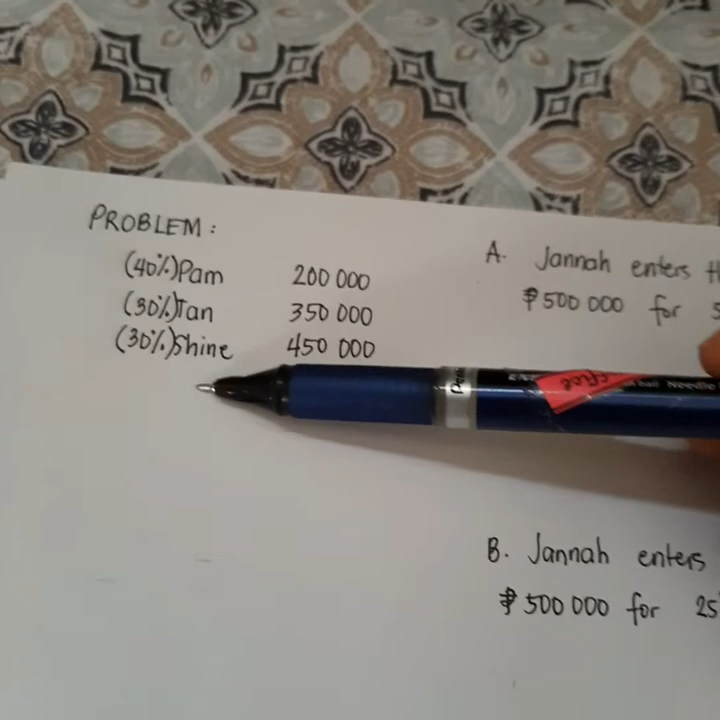 PROBLEM:
(40%)Pam 200 000
(30%)Tan 350 000
(30%)Shine 450 000
A. Jannah enters
₱500 000 for
B. Jannah enters
₱500 000 for 25
Needle